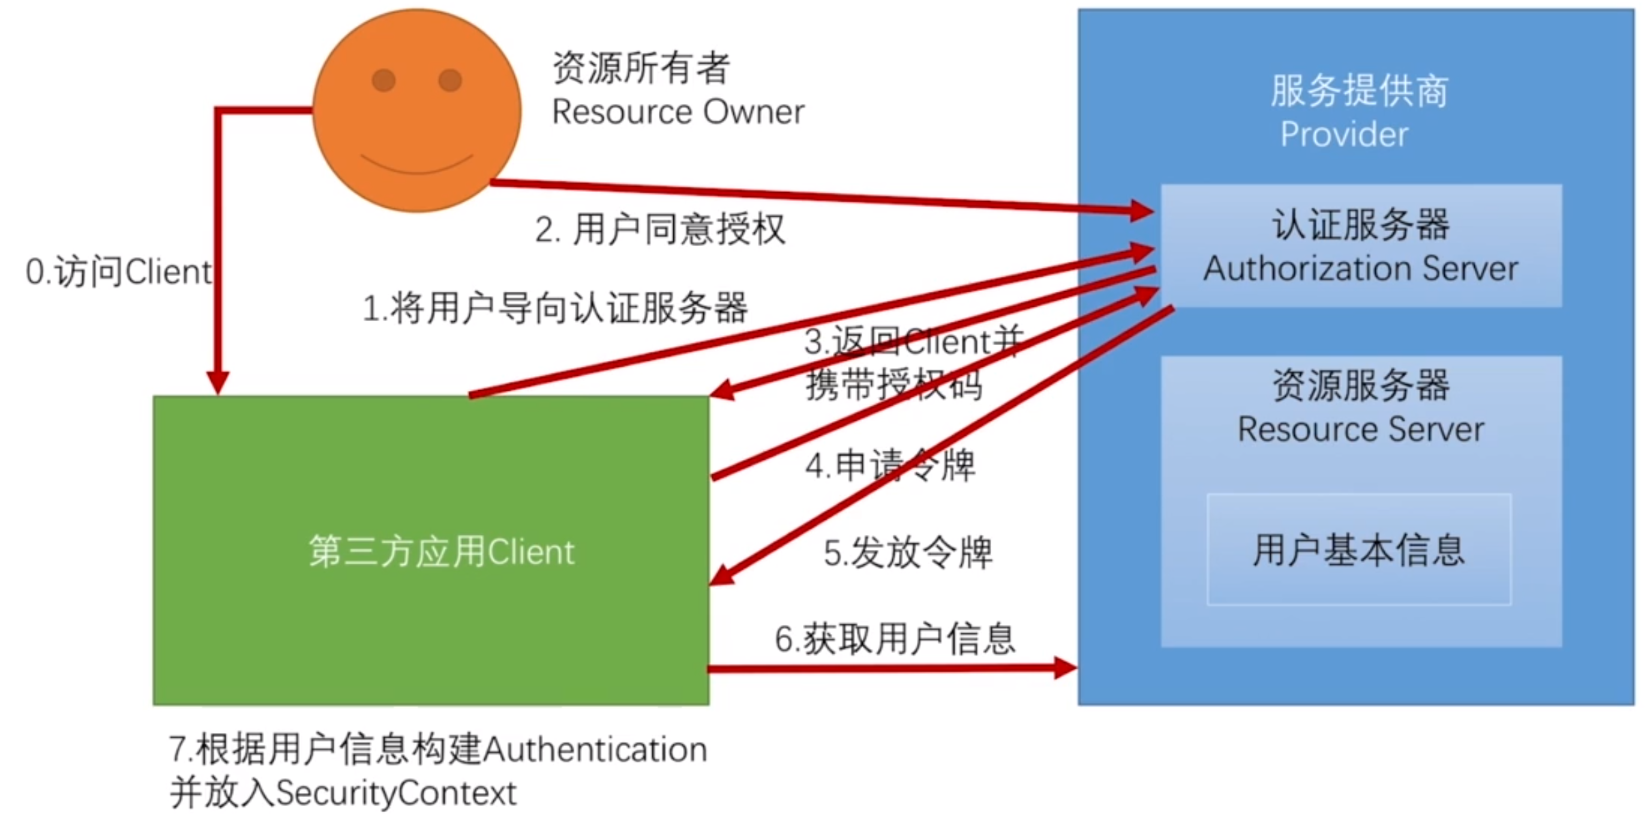 资源所有者
Resource Owner
服务提供商
Provider
认证服务器
Authorization Server
2. 用户同意授权
0.访问Client
1.将用户导向认证服务器
3.返回Client并
携带授权码
资源服务器
Resource Server
4.申请令牌
第三方应用Client
5.发放令牌
用户基本信息
6.获取用户信息
7.根据用户信息构建Authentication
并放入SecurityContext